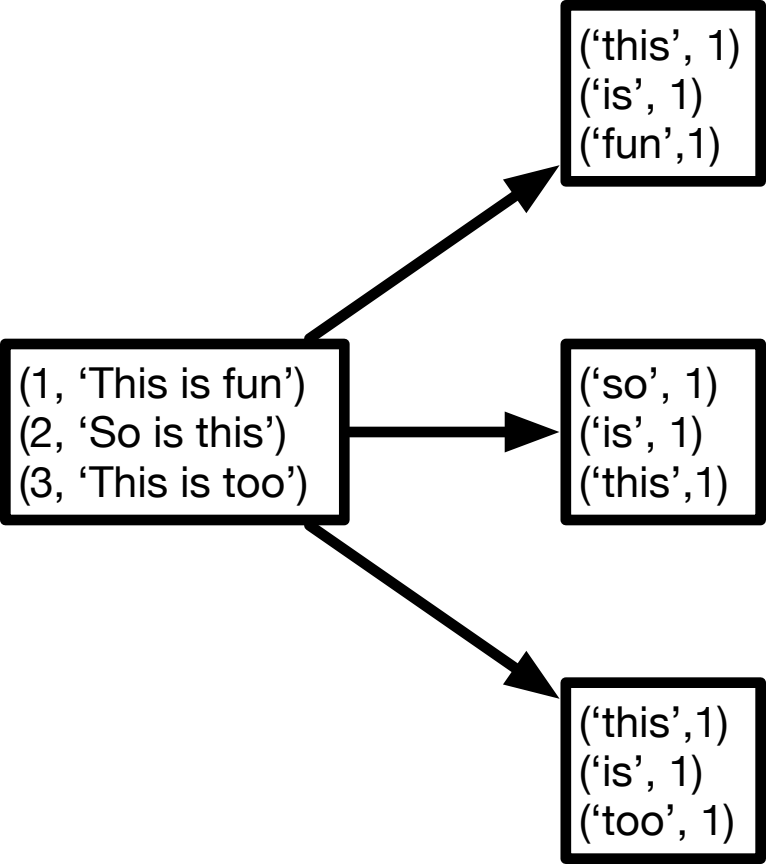 (‘this’, 1)
(‘is’, 1)
(‘fun’,1)
(1, ‘This is fun’)
(2, ‘So is this’)
(3, ‘This is too’)
(‘so’, 1)
(‘is’, 1)
(‘this’,1)
(‘this’,1)
(‘is’, 1)
(‘too’, 1)